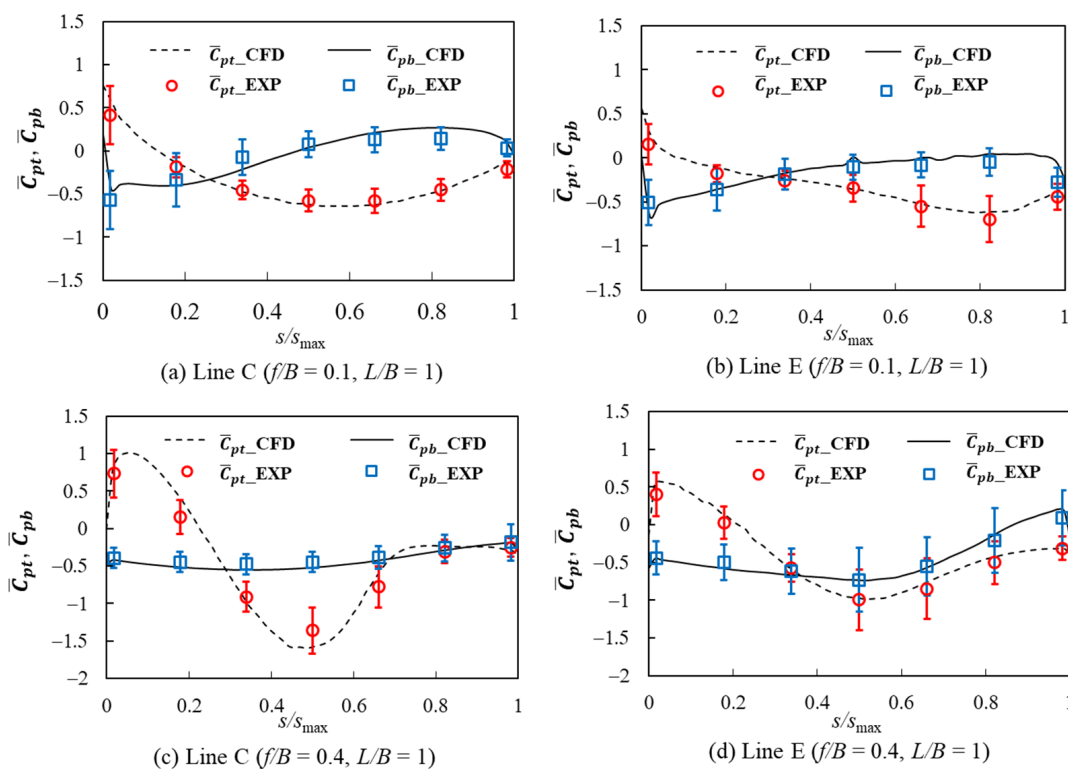 C̅pt_CFD C̅pb_CFD
C̅pt_EXP C̅pb_EXP
C̅pt, C̅pb
1.5
1
0.5
0
−0.5
−1
−1.5
0 0.2 0.4 0.6 0.8 1
s/smax
(a) Line C (f/B = 0.1, L/B = 1)
C̅pt_CFD C̅pb_CFD
C̅pt_EXP C̅pb_EXP
C̅pt, C̅pb
1.5
1
0.5
0
−0.5
−1
−1.5
0 0.2 0.4 0.6 0.8 1
s/smax
(b) Line E (f/B = 0.1, L/B = 1)
C̅pt_CFD C̅pb_CFD
C̅pt_EXP C̅pb_EXP
C̅pt, C̅pb
1.5
1
0.5
0
−0.5
−1
−1.5
−2
0 0.2 0.4 0.6 0.8 1
s/smax
(c) Line C (f/B = 0.4, L/B = 1)
C̅pt_CFD C̅pb_CFD
C̅pt_EXP C̅pb_EXP
C̅pt, C̅pb
1.5
1
0.5
0
−0.5
−1
−1.5
−2
0 0.2 0.4 0.6 0.8 1
s/smax
(d) Line E (f/B = 0.4, L/B = 1)